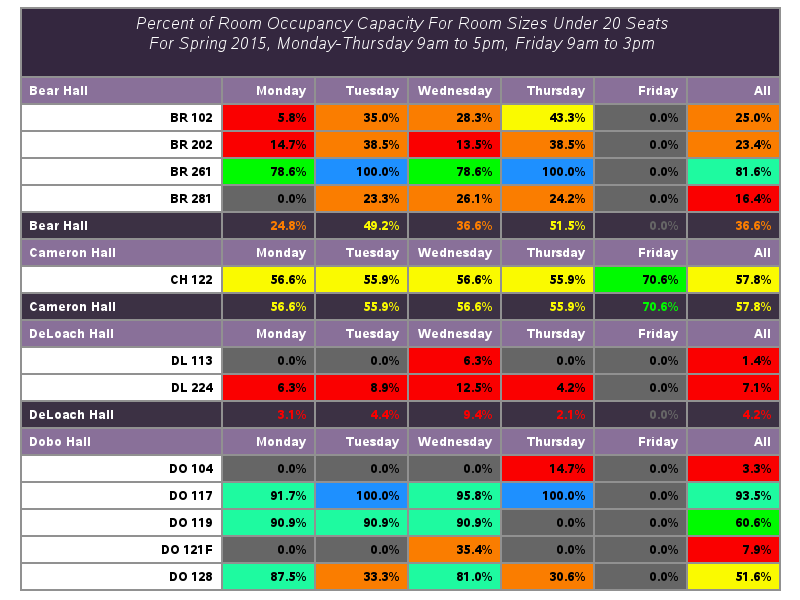 Percent of Room Occupancy Capacity For Room Sizes Under 20 Seats
For Spring 2015, Monday-Thursday 9am to 5pm, Friday 9am to 3pm
Bear Hall Monday Tuesday Wednesday Thursday Friday All
BR 102 5.8% 35.0% 28.3% 43.3% 0.0% 25.0%
BR 202 14.7% 38.5% 13.5% 38.5% 0.0% 23.4%
BR 261 78.6% 100.0% 78.6% 100.0% 0.0% 81.6%
BR 281 0.0% 23.3% 26.1% 24.2% 0.0% 16.4%
Bear Hall 24.8% 49.2% 36.6% 51.5% 0.0% 36.6%
Cameron Hall Monday Tuesday Wednesday Thursday Friday All
CH 122 56.6% 55.9% 56.6% 55.9% 70.6% 57.8%
Cameron Hall 56.6% 55.9% 56.6% 55.9% 70.6% 57.8%
DeLoach Hall Monday Tuesday Wednesday Thursday Friday All
DL 113 0.0% 0.0% 6.3% 0.0% 0.0% 1.4%
DL 224 6.3% 8.9% 12.5% 4.2% 0.0% 7.1%
DeLoach Hall 3.1% 4.4% 9.4% 2.1% 0.0% 4.2%
Dobo Hall Monday Tuesday Wednesday Thursday Friday All
DO 104 0.0% 0.0% 0.0% 14.7% 0.0% 3.3%
DO 117 91.7% 100.0% 95.8% 100.0% 0.0% 93.5%
DO 119 90.9% 90.9% 90.9% 0.0% 0.0% 60.6%
DO 121F 0.0% 0.0% 35.4% 0.0% 0.0% 7.9%
DO 128 87.5% 33.3% 81.0% 30.6% 0.0% 51.6%